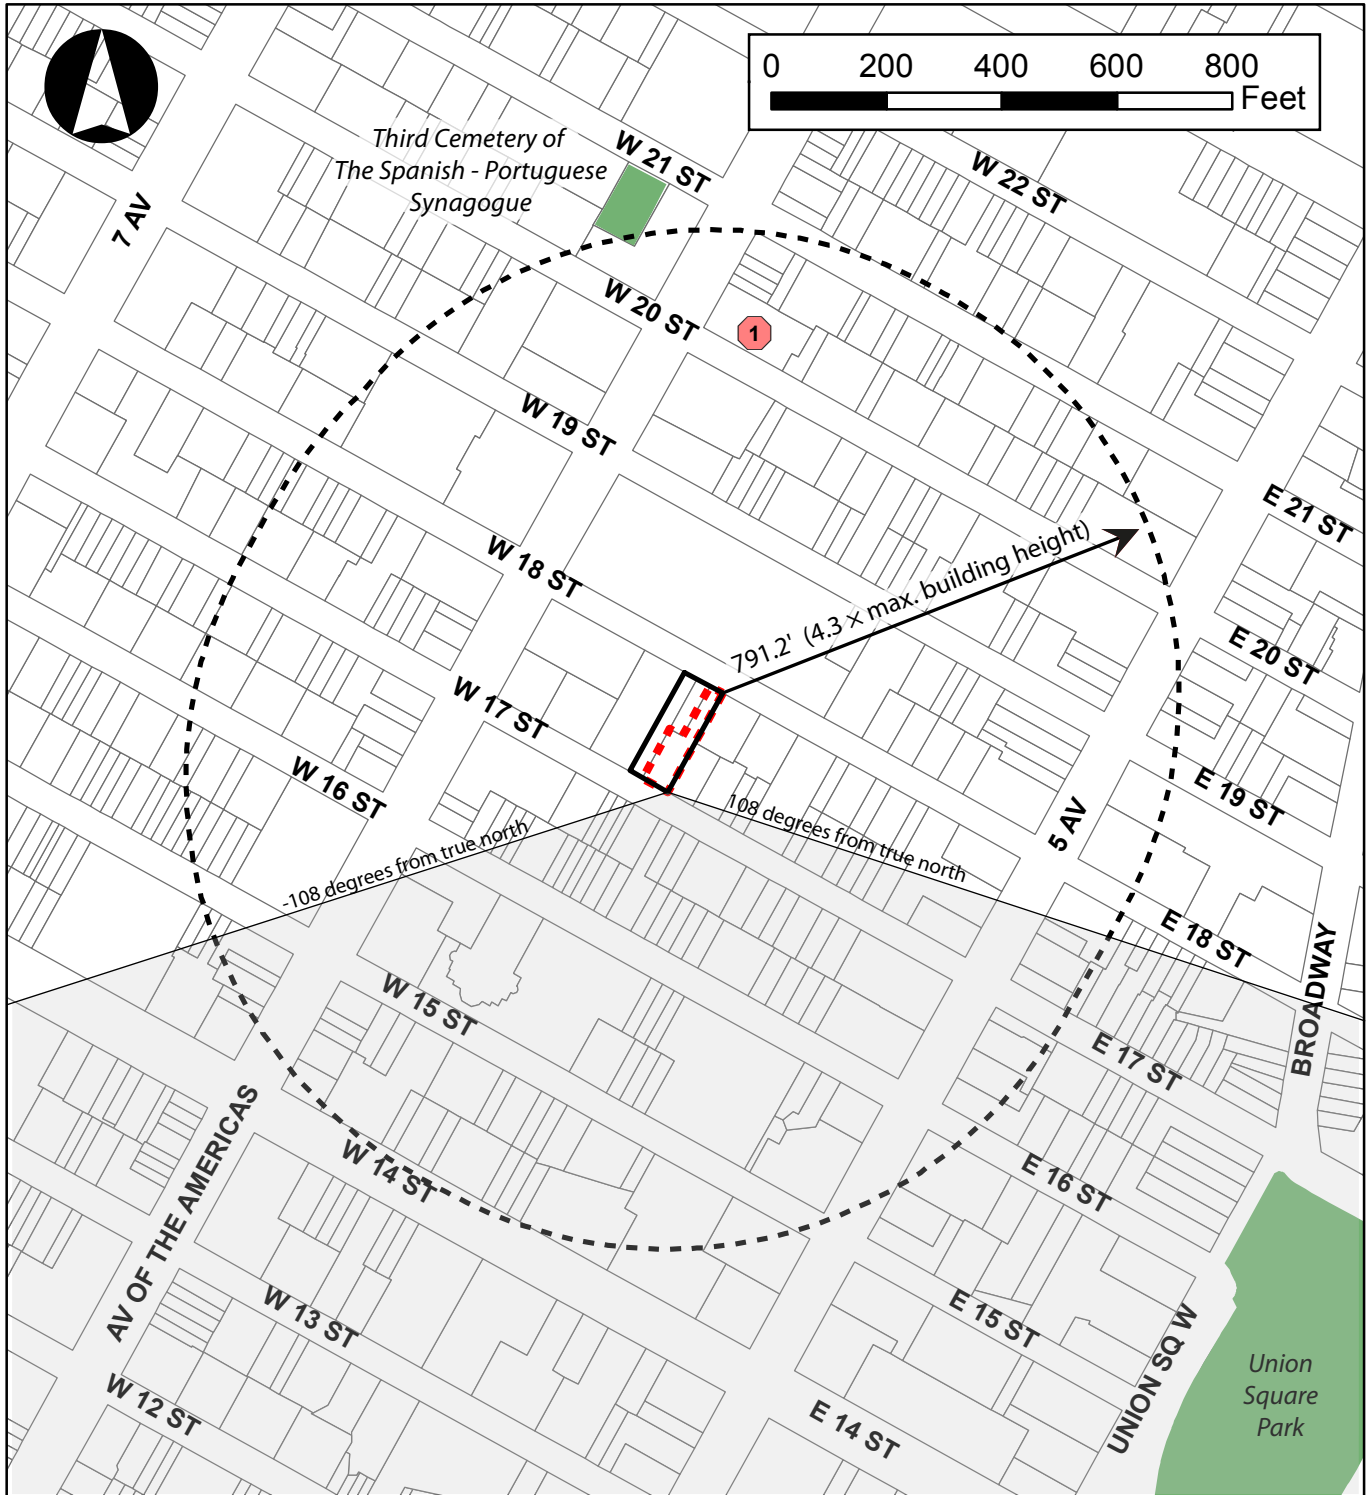 0 200 400 600 800
Feet
Third Cemetery of
The Spanish - Portuguese
Synagogue
W 21 ST
W 22 ST
7 AV
W 20 ST
1
W 19 ST
E 21 ST
W 18 ST
791.2' (4.3 × max. building height)
E 20 ST
W 17 ST
W 16 ST
E 19 ST
5 AV
108 degrees from true north
-108 degrees from true north
E 18 ST
BROADWAY
W 15 ST
E 17 ST
AV OF THE AMERICAS
W 14 ST
E 16 ST
W 13 ST
E 15 ST
UNION SQ W
Union
Square
Park
W 12 ST
E 14 ST